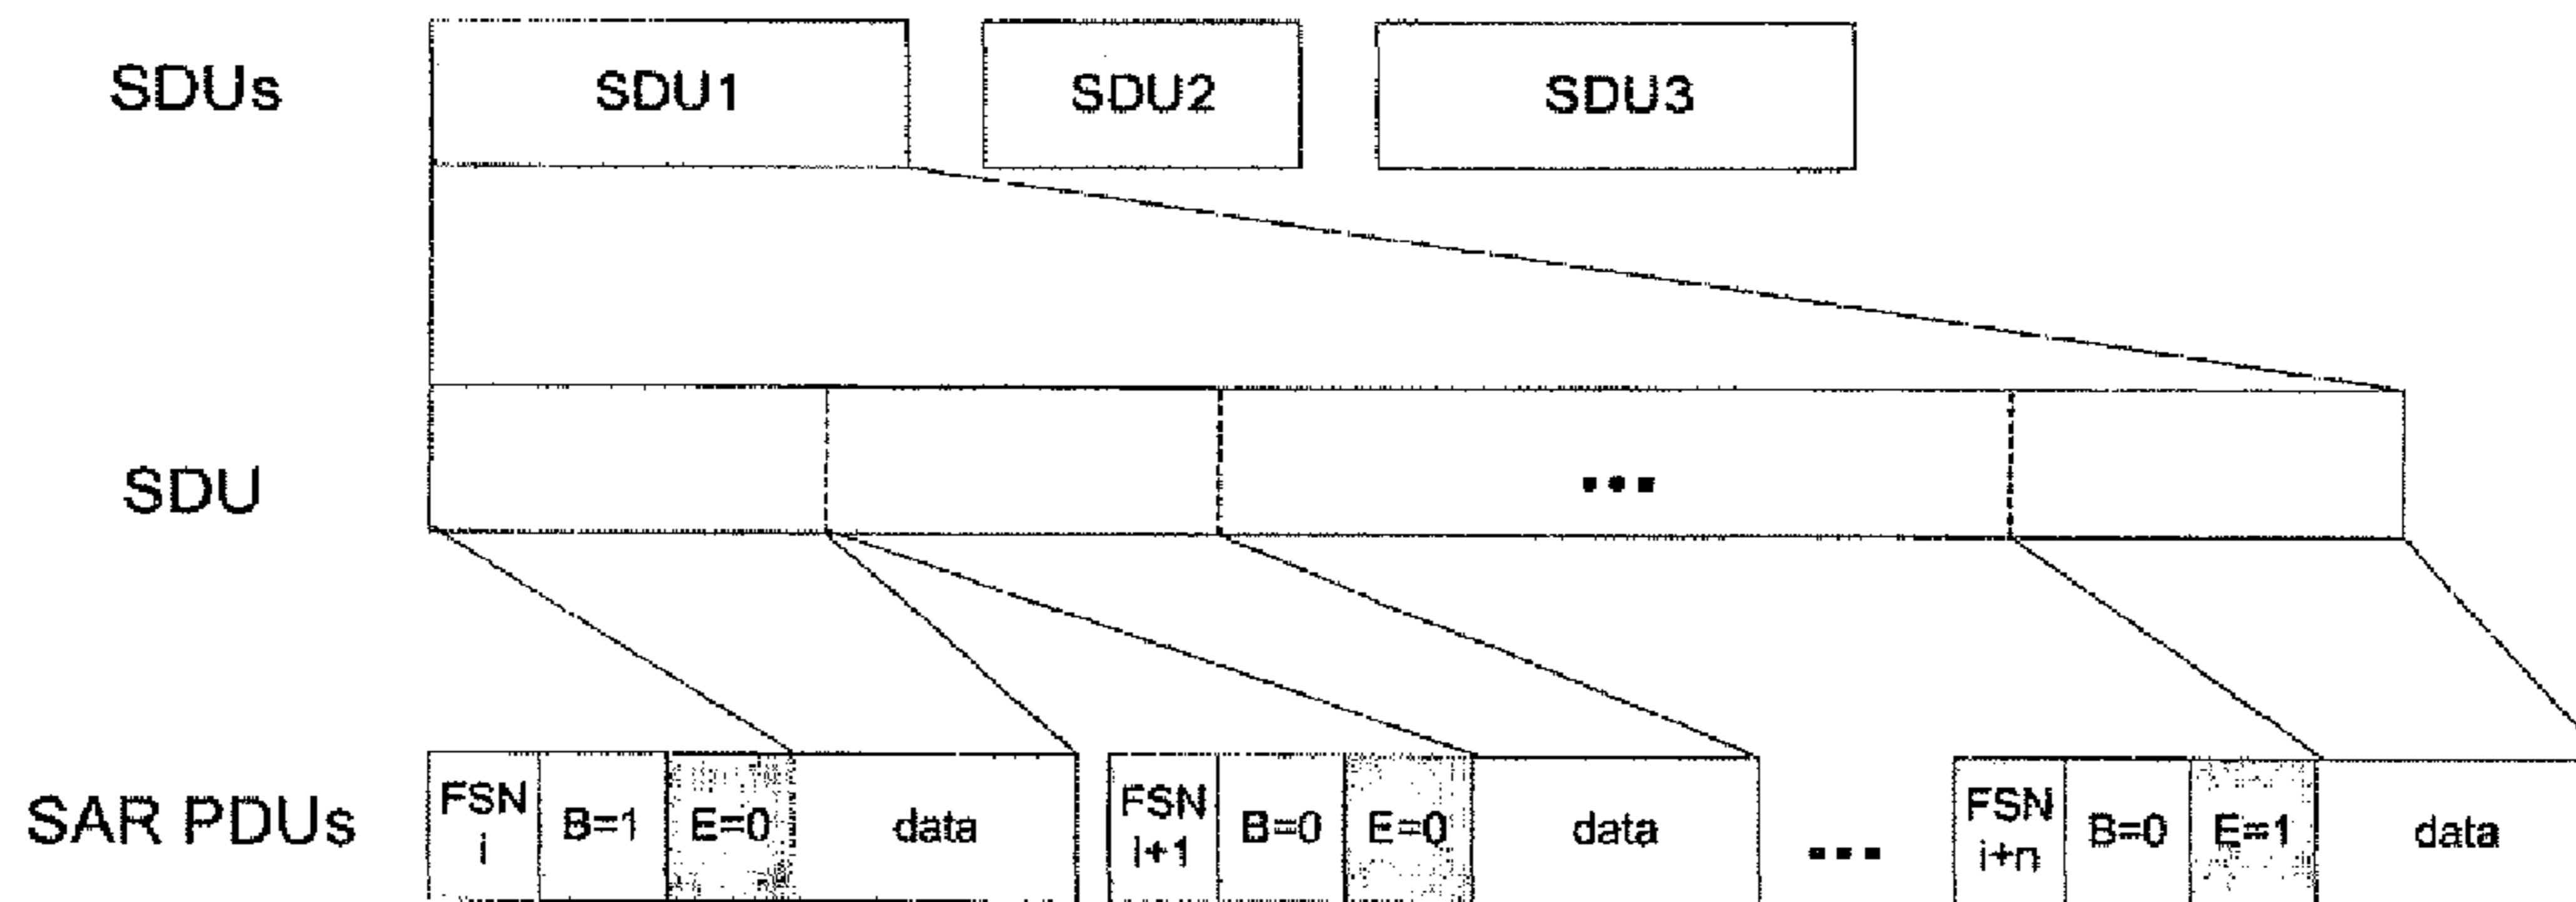 SDUs SDU1 SDU2 SDU3
SDU ...
SAR PDUs FSN i B=1 E=0 data FSN i+1 B=0 E=0 data ... FSN i+n B=0 E=1 data